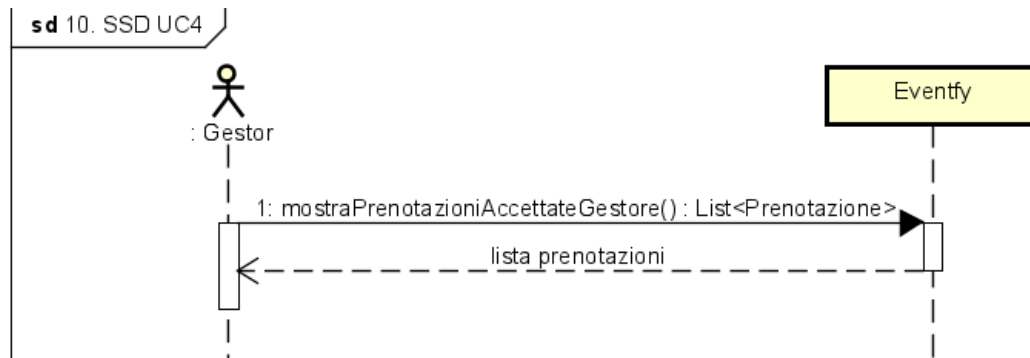 sd 10. SSD UC4
Eventfy
: Gestor
1: mostraPrenotazioniAccettateGestore() : List<Prenotazione>
lista prenotazioni